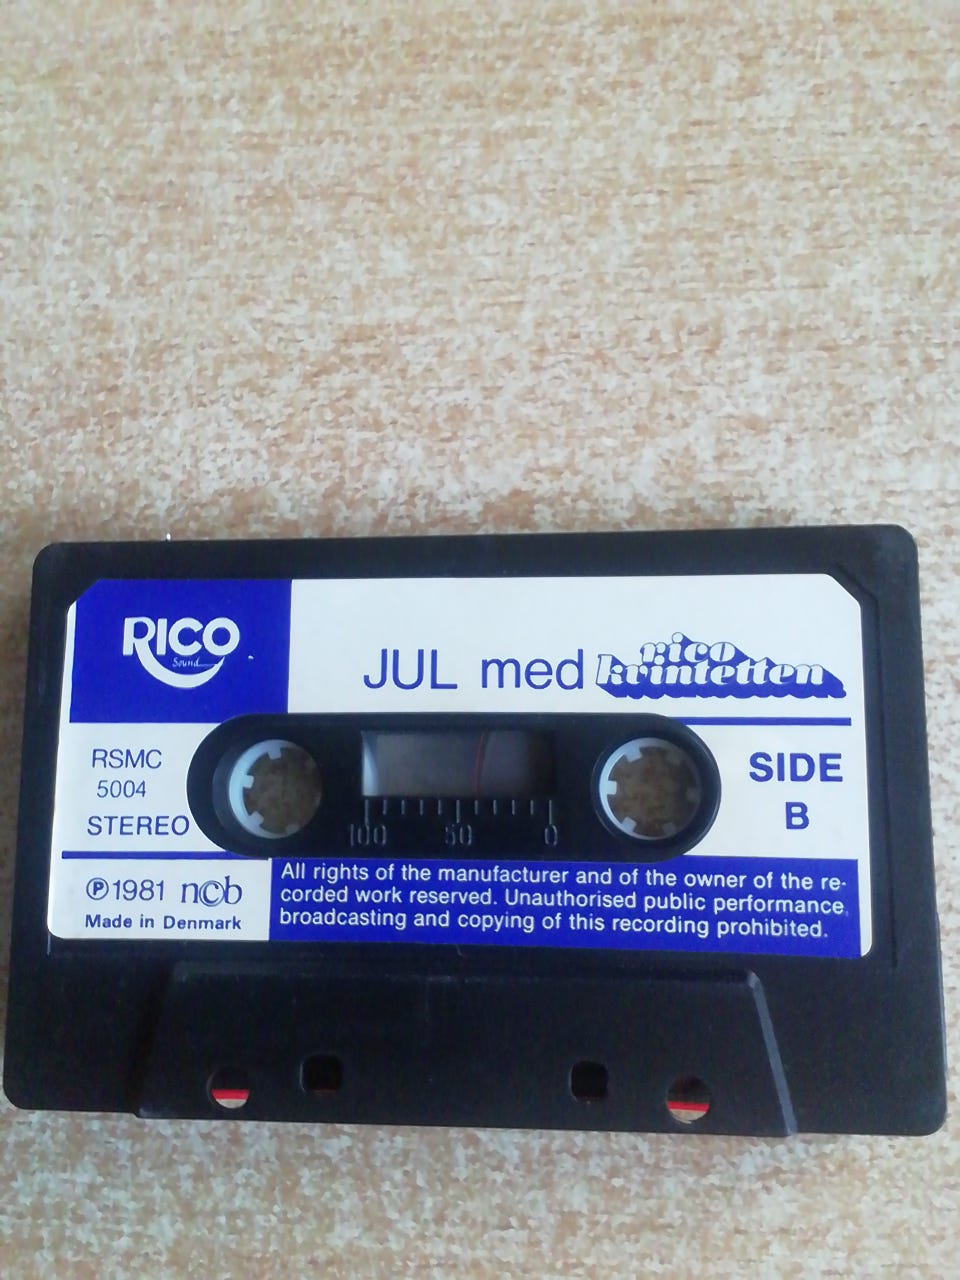 RICO
Sound
JUL med rico kvintetten
RSMC
5004
STEREO
SIDE
B
100 50 0
℗ 1981 ncb
Made in Denmark
All rights of the manufacturer and of the owner of the re-
corded work reserved. Unauthorised public performance,
broadcasting and copying of this recording prohibited.